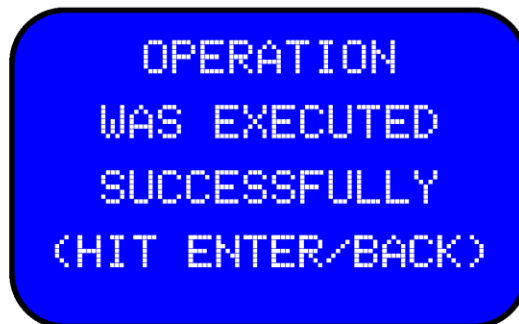 OPERATION
WAS EXECUTED
SUCCESSFULLY
(HIT ENTER/BACK)